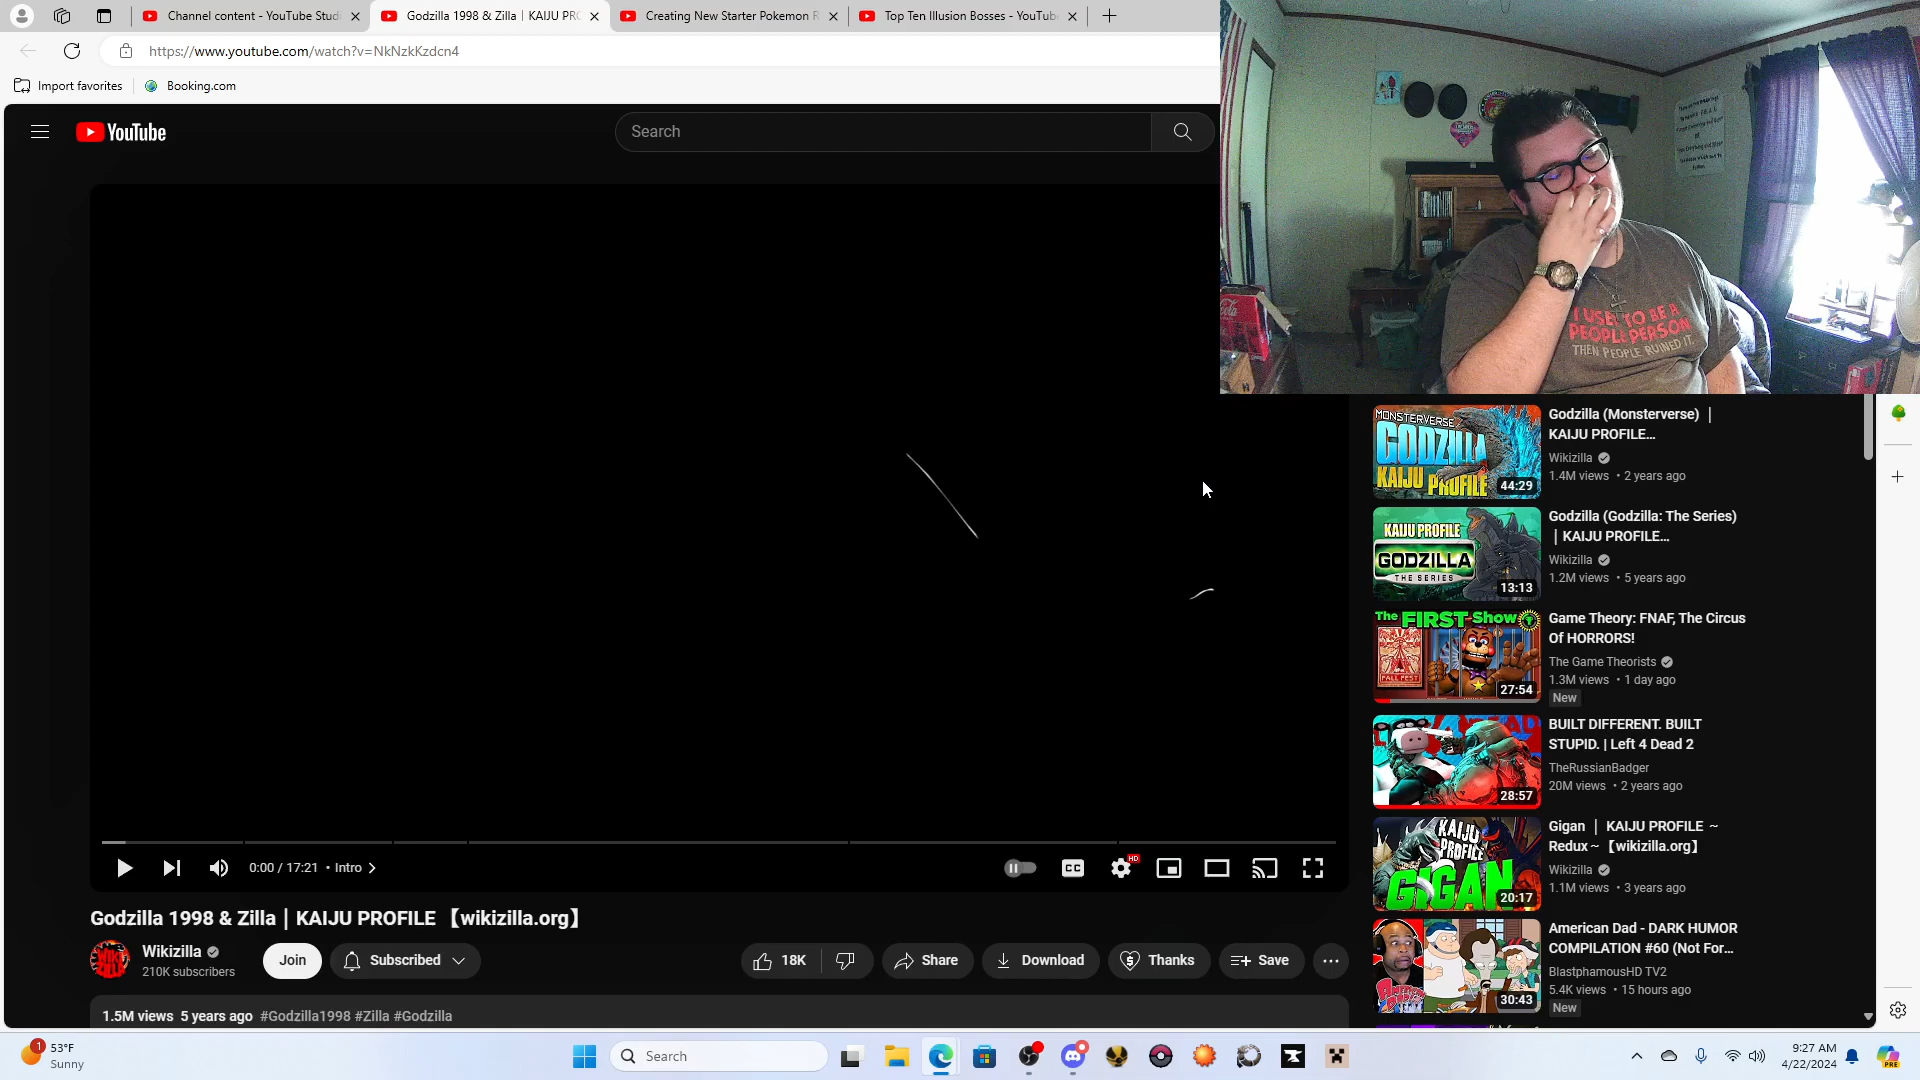 Channel content - YouTube Studi
Godzilla 1998 & Zilla | KAIJU PRO
Creating New Starter Pokemon R
Top Ten Illusion Bosses - YouTube
https://www.youtube.com/watch?v=NkNzkKzdcn4
Import favorites
Booking.com
YouTube
Search
I USED TO BE A
PEOPLE PERSON
THEN PEOPLE RUINED IT.
MONSTERVERSE
GODZILLA
KAIJU PROFILE
44:29
Godzilla (Monsterverse) |
KAIJU PROFILE...
Wikizilla
1.4M views • 2 years ago
KAIJU PROFILE
GODZILLA
THE SERIES
13:13
Godzilla (Godzilla: The Series)
| KAIJU PROFILE...
Wikizilla
1.2M views • 5 years ago
The FIRST Show
FALL FEST
27:54
Game Theory: FNAF, The Circus
Of HORRORS!
The Game Theorists
1.3M views • 1 day ago
New
28:57
BUILT DIFFERENT. BUILT
STUPID. | Left 4 Dead 2
TheRussianBadger
20M views • 2 years ago
KAIJU
PROFILE
GIGAN
20:17
Gigan | KAIJU PROFILE ～
Redux～【wikizilla.org】
Wikizilla
1.1M views • 3 years ago
30:43
American Dad - DARK HUMOR
COMPILATION #60 (Not For...
BlastphamousHD TV2
5.4K views • 15 hours ago
New
0:00 / 17:21 • Intro
CC
HD
Godzilla 1998 & Zilla | KAIJU PROFILE 【wikizilla.org】
Wikizilla
210K subscribers
Join
Subscribed
18K
Share
Download
Thanks
Save
1.5M views 5 years ago #Godzilla1998 #Zilla #Godzilla
1
53°F
Sunny
Search
9:27 AM
4/22/2024
PRE